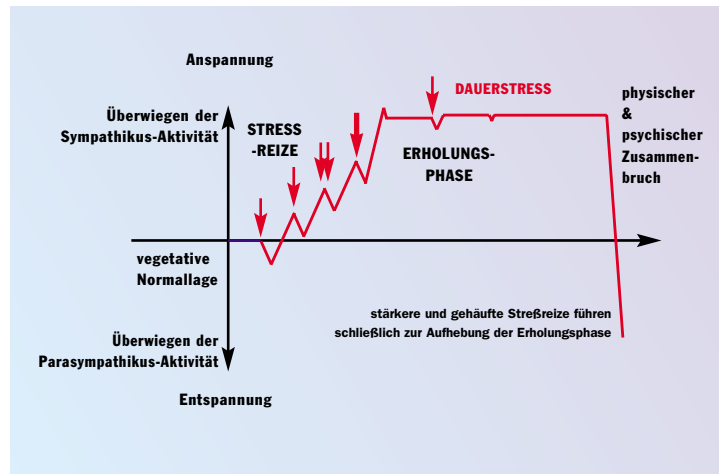 Anspannung
Überwiegen der
Sympathikus-Aktivität
STRESS
-REIZE
DAUERSTRESS
ERHOLUNGS-
PHASE
physischer
&
psychischer
Zusammen-
bruch
vegetative
Normallage
stärkere und gehäufte Streßreize führen
schließlich zur Aufhebung der Erholungsphase
Überwiegen der
Parasympathikus-Aktivität
Entspannung